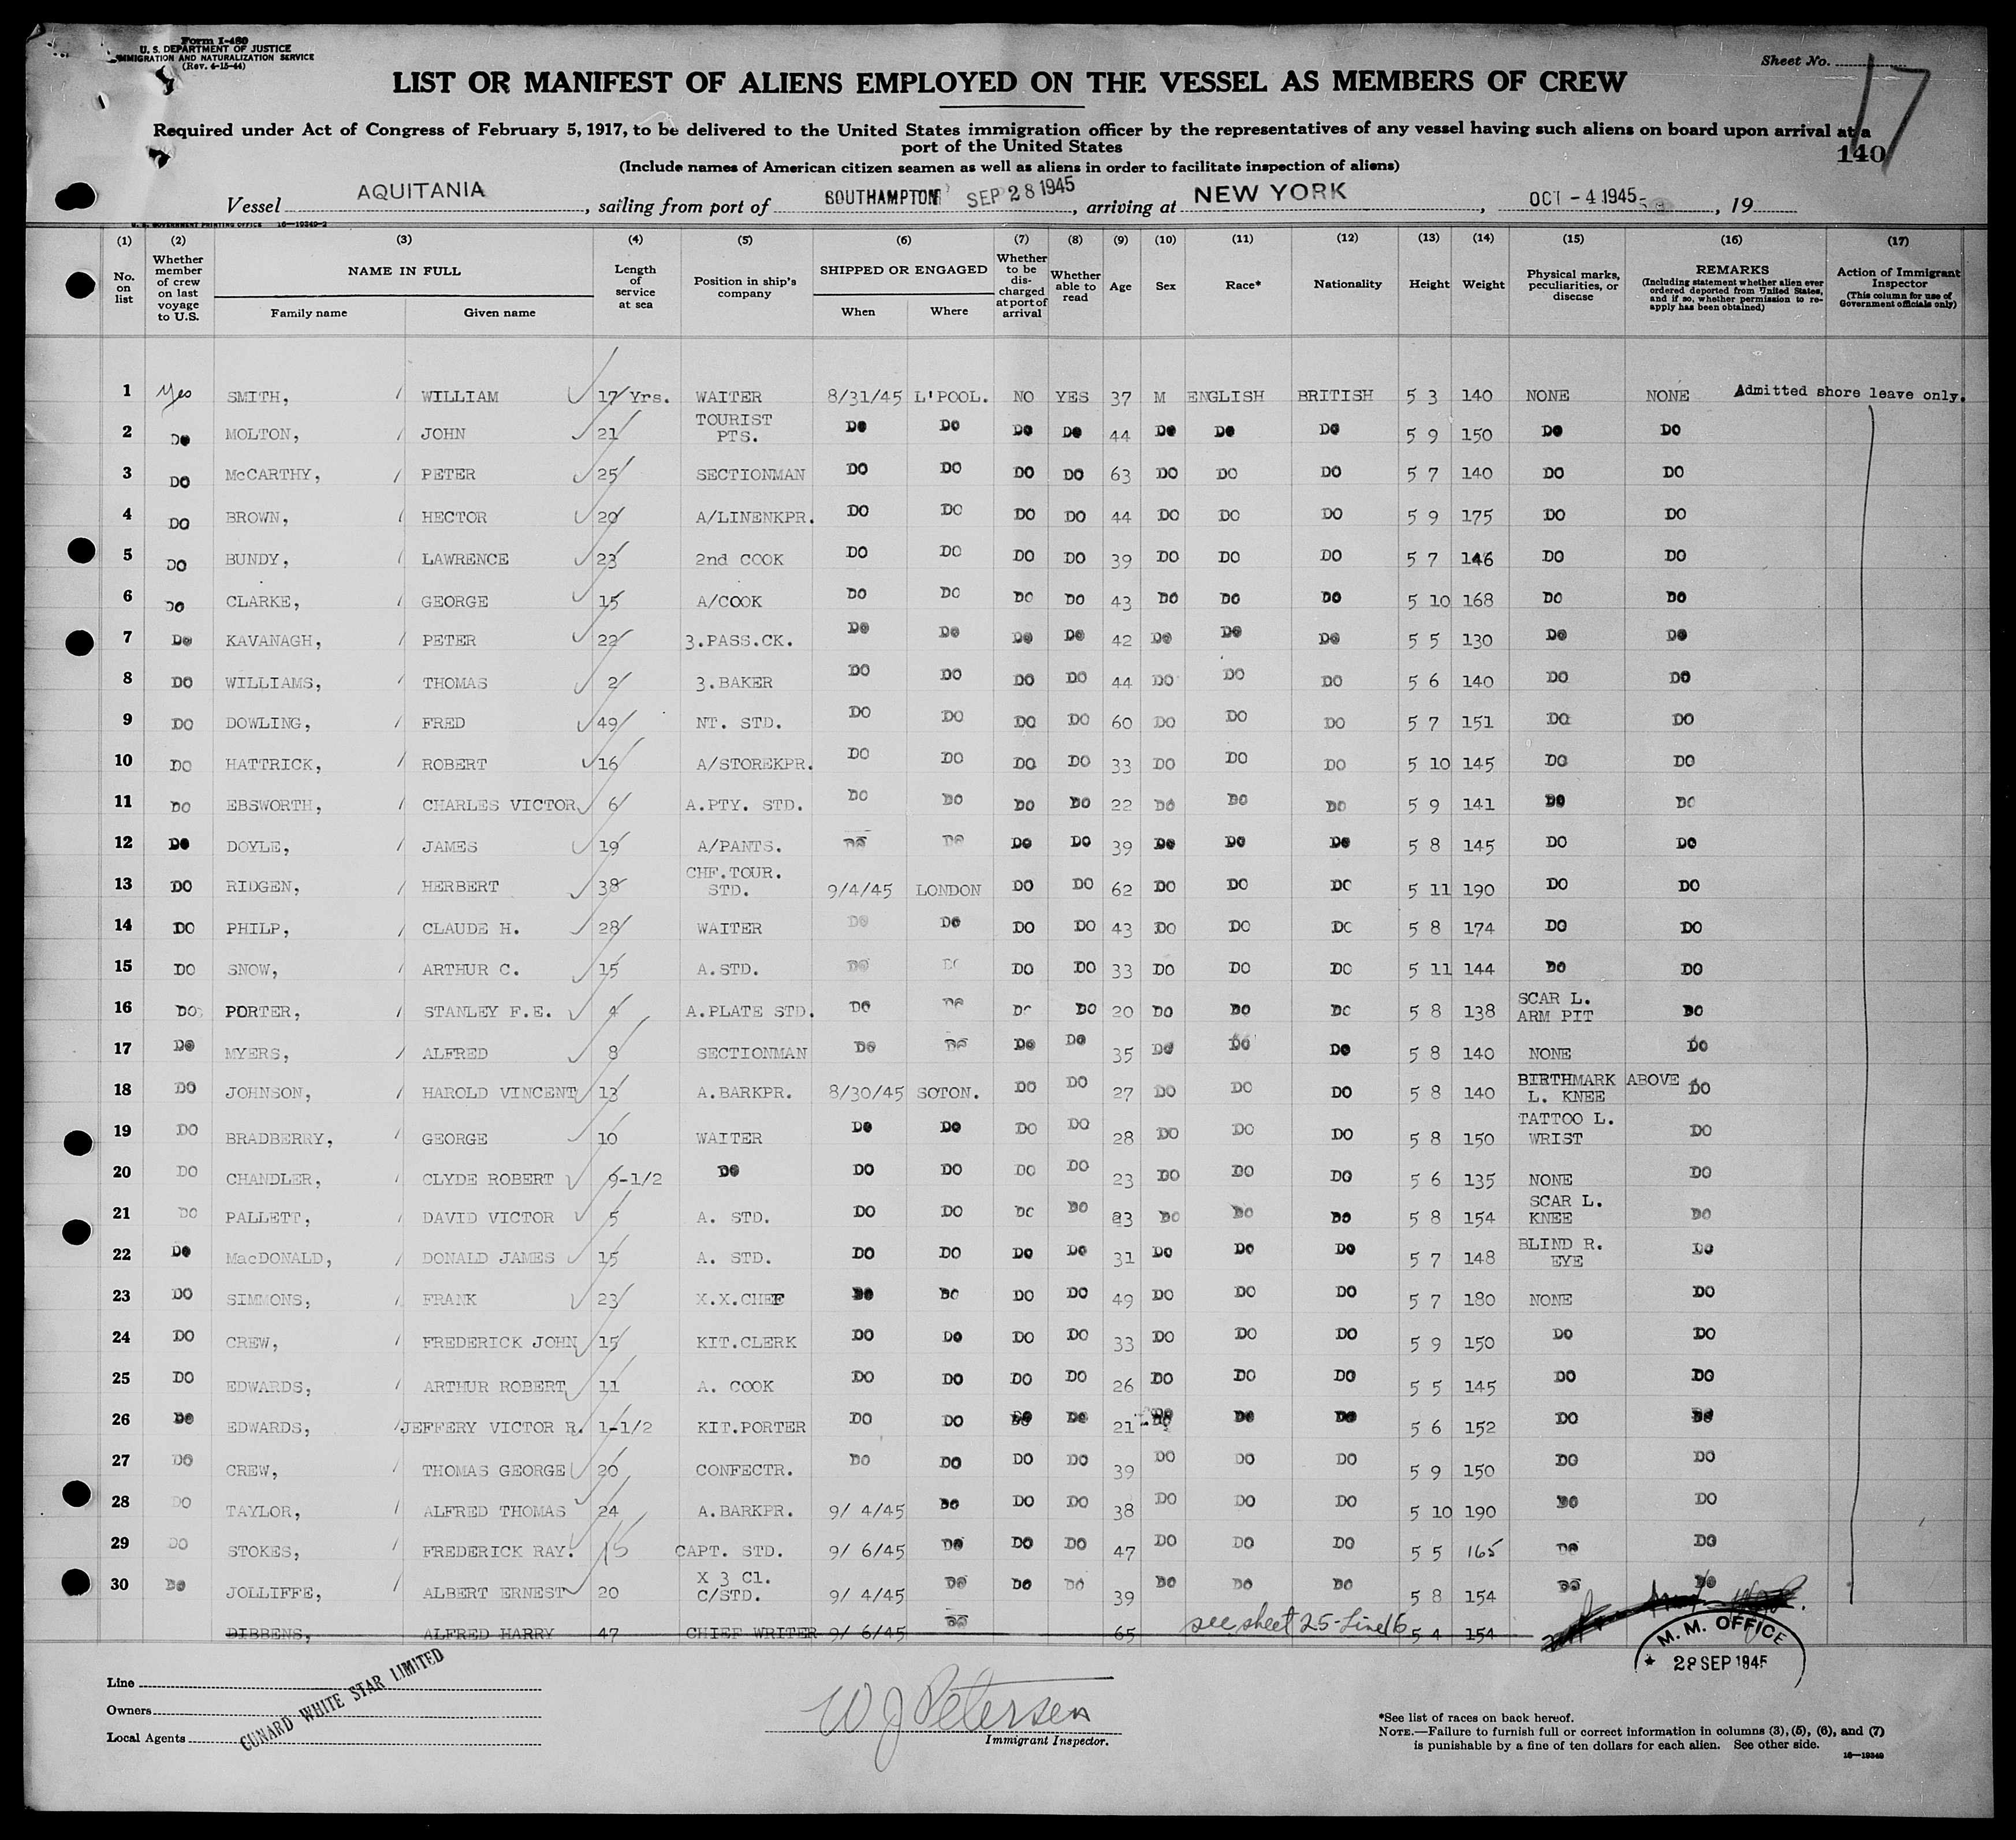 Form I-480
U. S. DEPARTMENT OF JUSTICE
IMMIGRATION AND NATURALIZATION SERVICE
(Rev. 4-15-44)
Sheet No. 17
LIST OR MANIFEST OF ALIENS EMPLOYED ON THE VESSEL AS MEMBERS OF CREW
Required under Act of Congress of February 5, 1917, to be delivered to the United States immigration officer by the representatives of any vessel having such aliens on board upon arrival at a
port of the United States
140
(Include names of American citizen seamen as well as aliens in order to facilitate inspection of aliens)
Vessel AQUITANIA, sailing from port of SOUTHAMPTON SEP 28 1945, arriving at NEW YORK, OCT - 4 1945, 19
U. S. GOVERNMENT PRINTING OFFICE 16—19349-2
(1) (2) (3) (4) (5) (6) (7) (8) (9) (10) (11) (12) (13) (14) (15) (16) (17)
No. on list
Whether member of crew on last voyage to U.S.
NAME IN FULL
Family name Given name
Length of service at sea
Position in ship's company
SHIPPED OR ENGAGED
When Where
Whether to be discharged at port of arrival
Whether able to read
Age Sex Race* Nationality Height Weight
Physical marks, peculiarities, or disease
REMARKS
(Including statement whether alien ever ordered deported from United States, and if so, whether permission to reapply has been obtained)
Action of Immigrant Inspector
(This column for use of Government officials only)
1 Yes SMITH, WILLIAM 17 Yrs. WAITER 8/31/45 L'POOL. NO YES 37 M ENGLISH BRITISH 5 3 140 NONE NONE Admitted shore leave only.
2 DO MOLTON, JOHN 21 TOURIST PTS. DO DO DO DO 44 DO DO DO 5 9 150 DO DO
3 DO McCARTHY, PETER 25 SECTIONMAN DO DO DO DO 63 DO DO DO 5 7 140 DO DO
4 DO BROWN, HECTOR 20 A/LINENKPR. DO DO DO DO 44 DO DO DO 5 9 175 DO DO
5 DO BUNDY, LAWRENCE 23 2nd COOK DO DO DO DO 39 DO DO DO 5 7 146 DO DO
6 DO CLARKE, GEORGE 15 A/COOK DO DO DO DO 43 DO DO DO 5 10 168 DO DO
7 DO KAVANAGH, PETER 22 3.PASS.CK. DO DO DO DO 42 DO DO DO 5 5 130 DO DO
8 DO WILLIAMS, THOMAS 2 3.BAKER DO DO DO DO 44 DO DO DO 5 6 140 DO DO
9 DO DOWLING, FRED 49 NT. STD. DO DO DO DO 60 DO DO DO 5 7 151 DO DO
10 DO HATTRICK, ROBERT 16 A/STOREKPR. DO DO DO DO 33 DO DO DO 5 10 145 DO DO
11 DO EBSWORTH, CHARLES VICTOR 6 A.PTY. STD. DO DO DO DO 22 DO DO DO 5 9 141 DO DO
12 DO DOYLE, JAMES 19 A/PANTS. DO DO DO DO 39 DO DO DO 5 8 145 DO DO
13 DO RIDGEN, HERBERT 38 CHF.TOUR. STD. 9/4/45 LONDON DO DO 62 DO DO DO 5 11 190 DO DO
14 DO PHILP, CLAUDE H. 28 WAITER DO DO DO DO 43 DO DO DO 5 8 174 DO DO
15 DO SNOW, ARTHUR C. 15 A.STD. DO DO DO DO 33 DO DO DO 5 11 144 DO DO
16 DO PORTER, STANLEY F.E. 4 A.PLATE STD. DO DO DO DO 20 DO DO DO 5 8 138 SCAR L. ARM PIT DO
17 DO MYERS, ALFRED 8 SECTIONMAN DO DO DO DO 35 DO DO DO 5 8 140 NONE DO
18 DO JOHNSON, HAROLD VINCENT 13 A.BARKPR. 8/30/45 SOTON. DO DO 27 DO DO DO 5 8 140 BIRTHMARK ABOVE L. KNEE DO
19 DO BRADBERRY, GEORGE 10 WAITER DO DO DO DO 28 DO DO DO 5 8 150 TATTOO L. WRIST DO
20 DO CHANDLER, CLYDE ROBERT 9-1/2 DO DO DO DO DO 23 DO DO DO 5 6 135 NONE DO
21 DO PALLETT, DAVID VICTOR 5 A. STD. DO DO DO DO 23 DO DO DO 5 8 154 SCAR L. KNEE DO
22 DO MacDONALD, DONALD JAMES 15 A. STD. DO DO DO DO 31 DO DO DO 5 7 148 BLIND R. EYE DO
23 DO SIMMONS, FRANK 23 X.X.CHEF DO DO DO DO 49 DO DO DO 5 7 180 NONE DO
24 DO CREW, FREDERICK JOHN 15 KIT.CLERK DO DO DO DO 33 DO DO DO 5 9 150 DO DO
25 DO EDWARDS, ARTHUR ROBERT 11 A. COOK DO DO DO DO 26 DO DO DO 5 5 145 DO DO
26 DO EDWARDS, JEFFERY VICTOR R. 1-1/2 KIT.PORTER DO DO DO DO 21 DO DO DO 5 6 152 DO DO
27 DO CREW, THOMAS GEORGE 20 CONFECTR. DO DO DO DO 39 DO DO DO 5 9 150 DO DO
28 DO TAYLOR, ALFRED THOMAS 24 A.BARKPR. 9/ 4/45 DO DO DO 38 DO DO DO 5 10 190 DO DO
29 DO STOKES, FREDERICK RAY. 15 CAPT. STD. 9/ 6/45 DO DO DO 47 DO DO DO 5 5 165 DO DO
30 DO JOLLIFFE, ALBERT ERNEST 20 X 3 Cl. C/STD. 9/ 4/45 DO DO DO 39 DO DO DO 5 8 154 DO DO
DIBBENS, ALFRED HARRY 47 CHIEF WRITER 9/ 6/45 DO 65 see sheet 25-Line 16 5 4 154
M. M. OFFICE
28 SEP 1945
Line
Owners
Local Agents
CUNARD WHITE STAR LIMITED
W J Petersen
Immigrant Inspector.
*See list of races on back hereof.
NOTE.—Failure to furnish full or correct information in columns (3), (5), (6), and (7)
is punishable by a fine of ten dollars for each alien. See other side.
16—19349